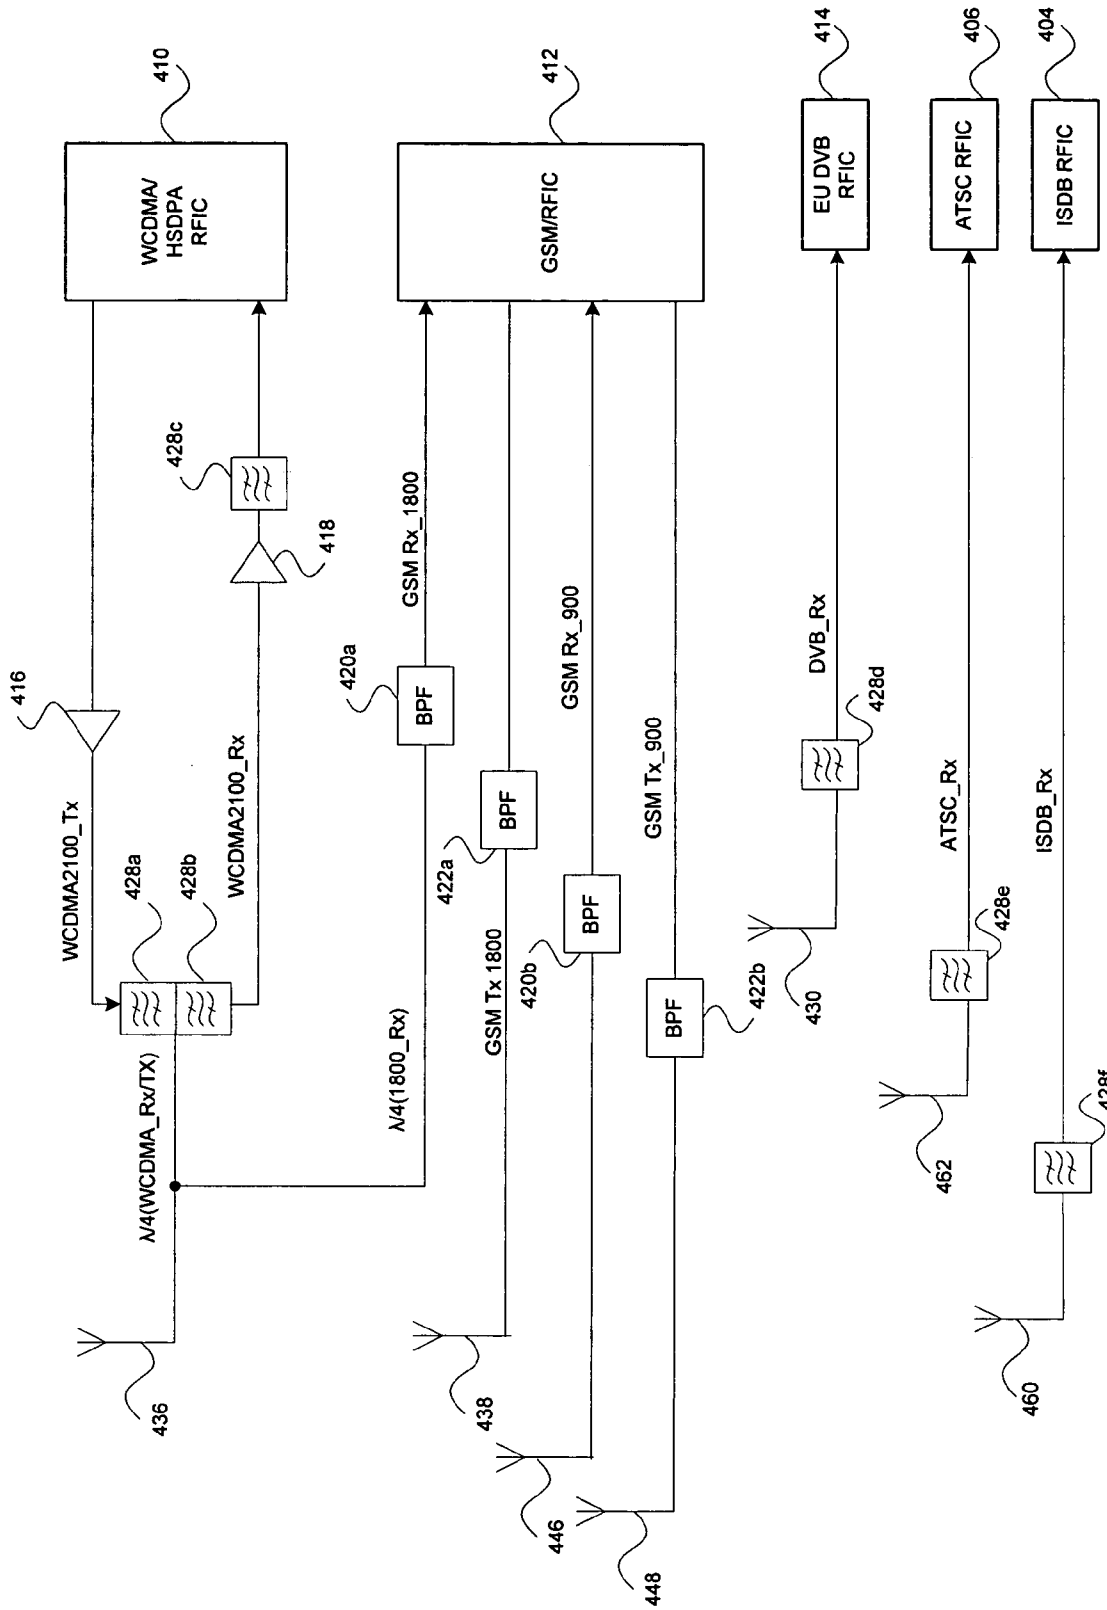 410
WCDMA/
HSDPA
RFIC
416
WCDMA2100_Tx
428a
428b
WCDMA2100_Rx
418
428c
λ/4(WCDMA_Rx/TX)
436
412
GSM/RFIC
GSM Rx_1800
420a
BPF
λ/4(1800_Rx)
422a
BPF
GSM Tx 1800
438
GSM Rx_900
420b
BPF
446
GSM Tx_900
BPF
422b
448
414
EU DVB
RFIC
DVB_Rx
428d
430
406
ATSC RFIC
ATSC_Rx
428e
462
404
ISDB RFIC
ISDB_Rx
428f
460